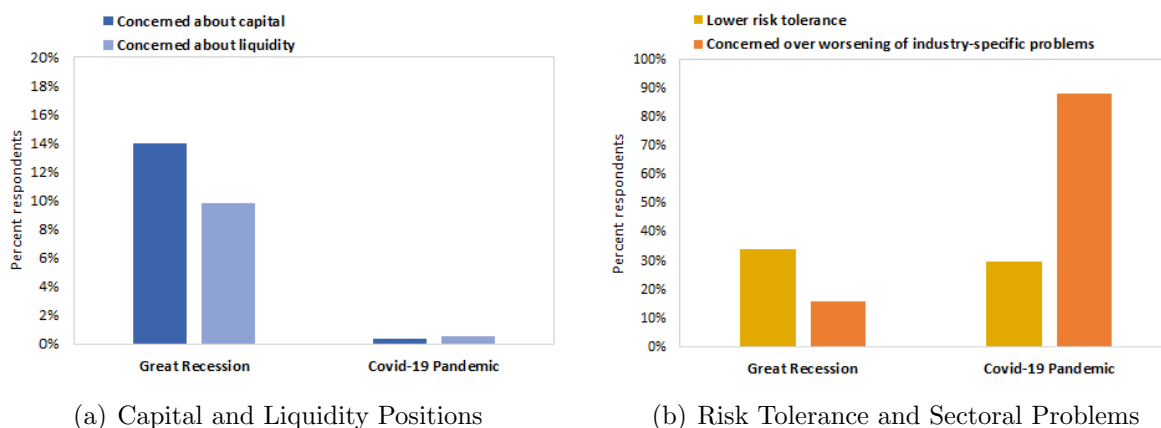 Concerned about capital
Concerned about liquidity
20%
18%
16%
14%
12%
10%
8%
6%
4%
2%
0%
Percent respondents
Great Recession
Covid-19 Pandemic
(a) Capital and Liquidity Positions
Lower risk tolerance
Concerned over worsening of industry-specific problems
100%
90%
80%
70%
60%
50%
40%
30%
20%
10%
0%
Percent respondents
Great Recession
Covid-19 Pandemic
(b) Risk Tolerance and Sectoral Problems